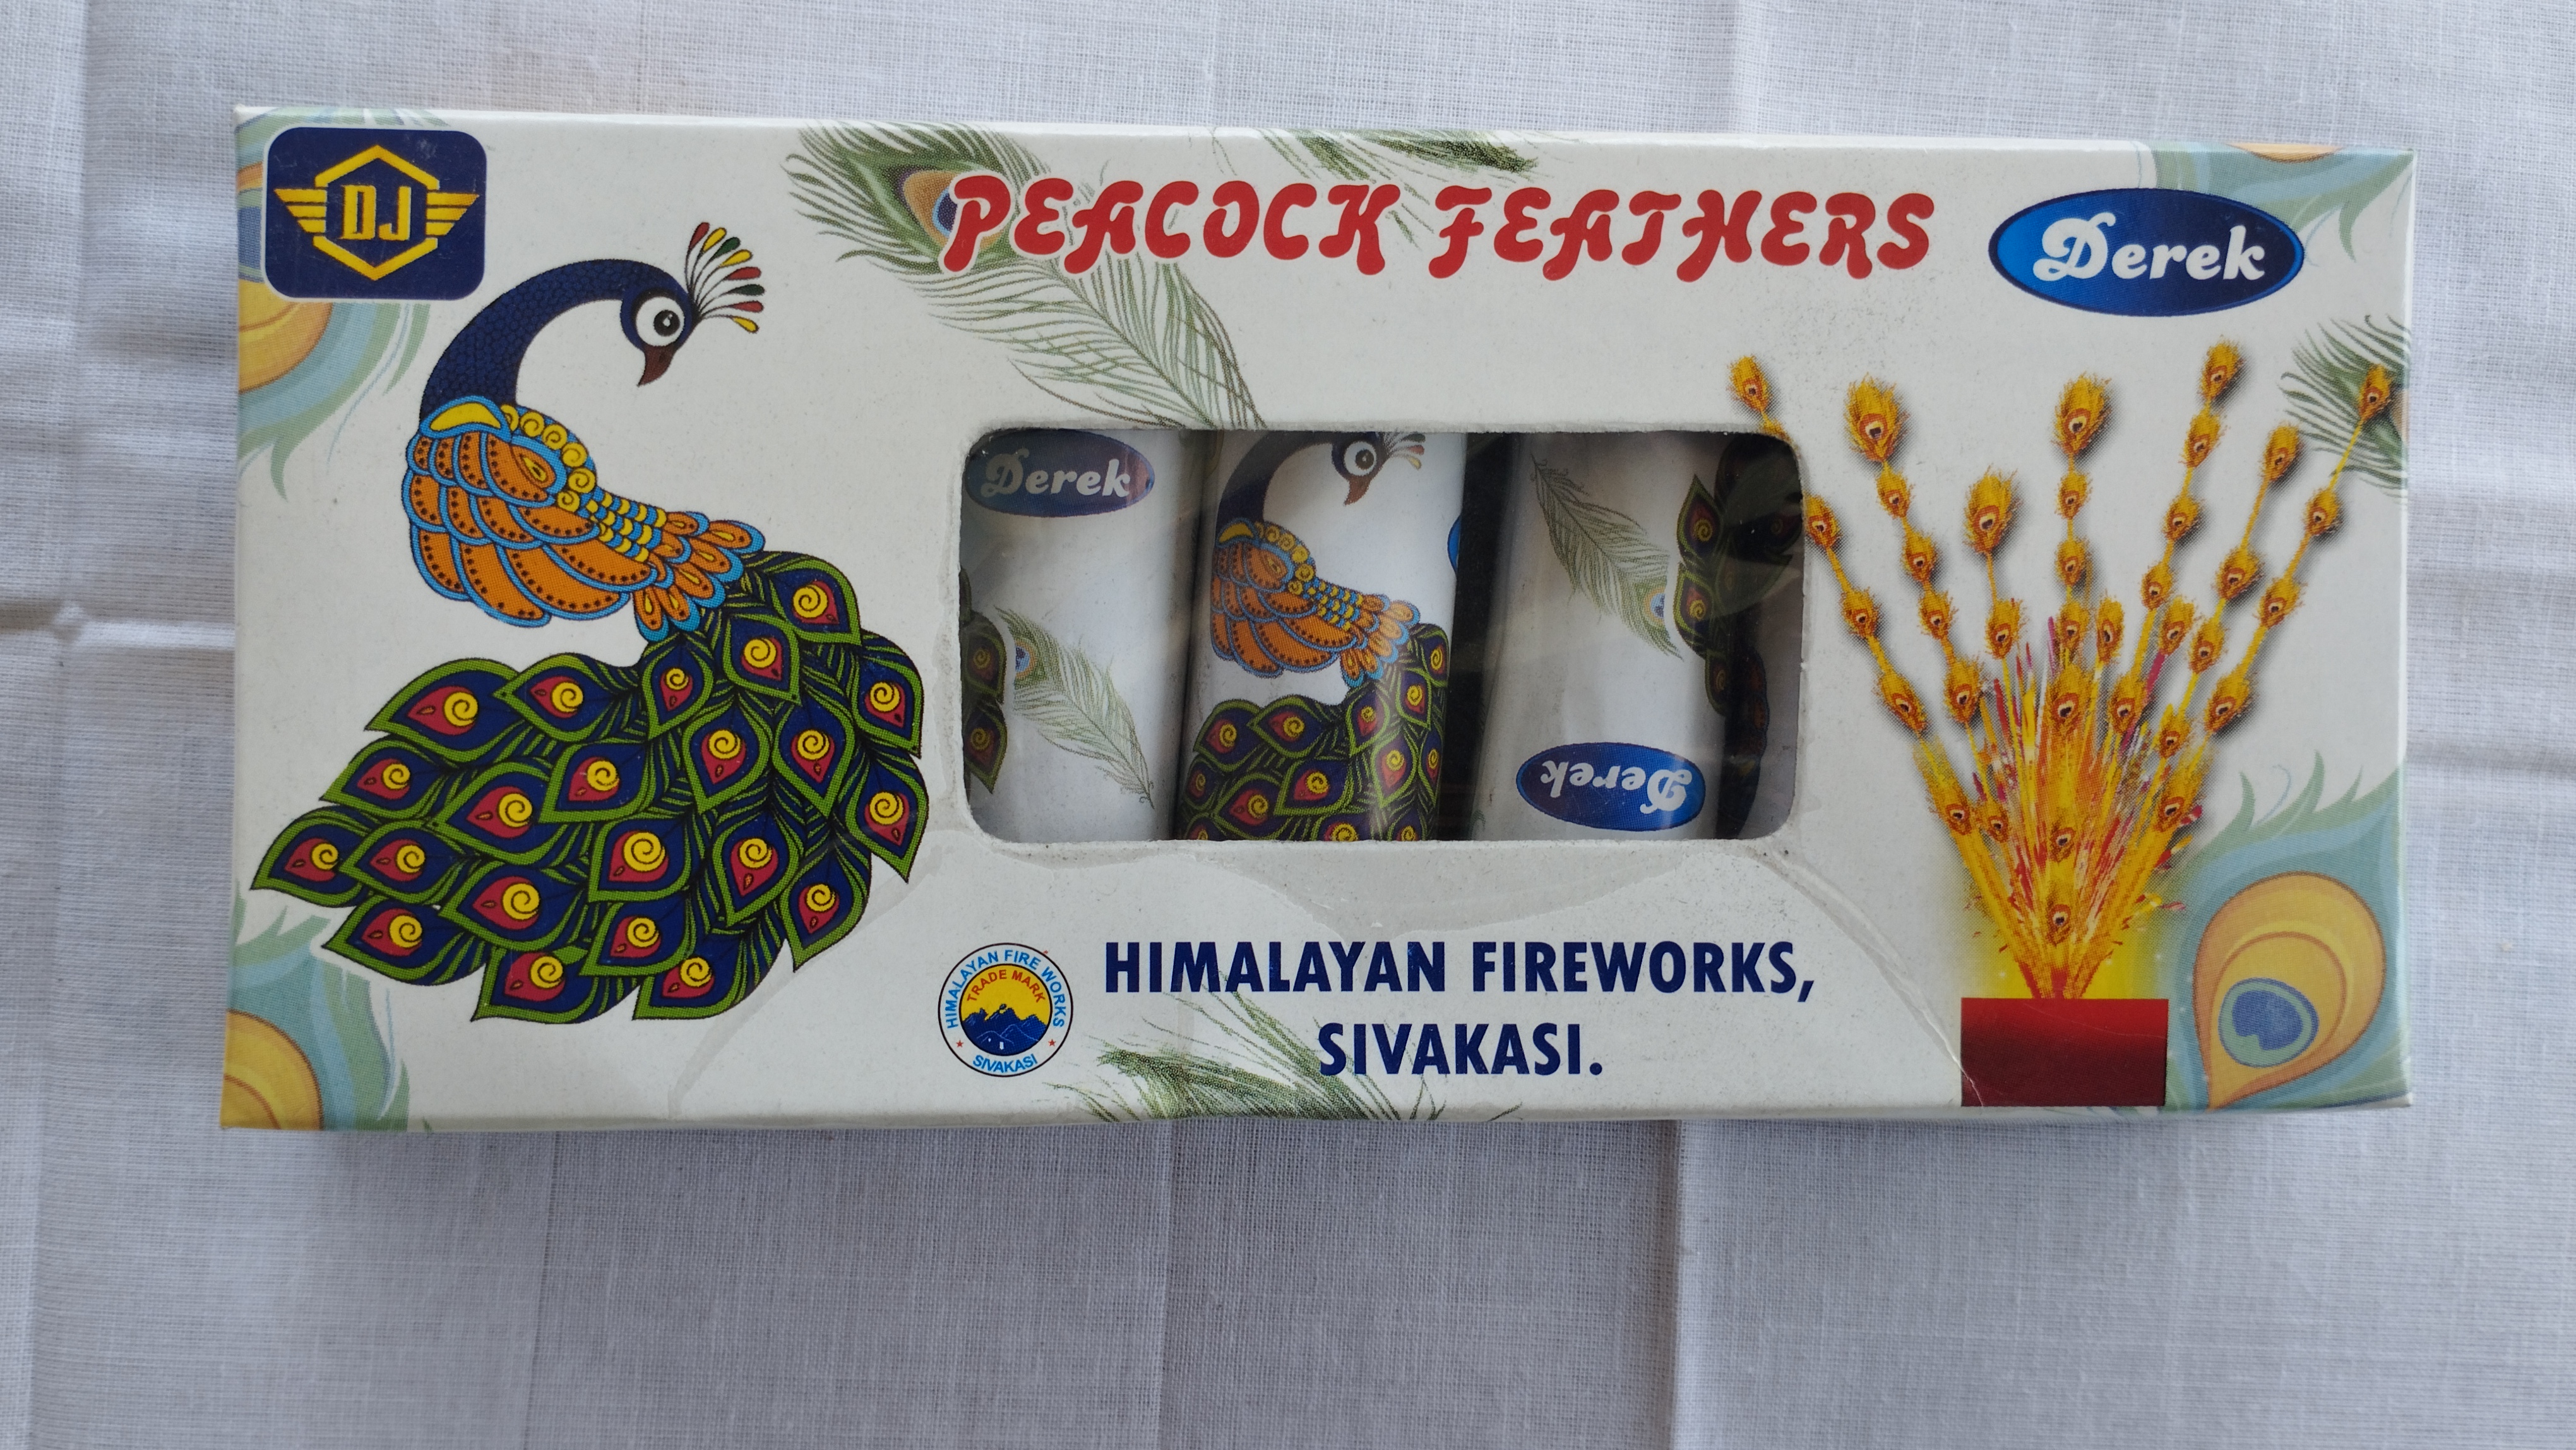 DJ
PEACOCK FEATHERS
Derek
Derek
Derek
HIMALAYAN FIRE WORKS
TRADE MARK
SIVAKASI
HIMALAYAN FIREWORKS,
SIVAKASI.